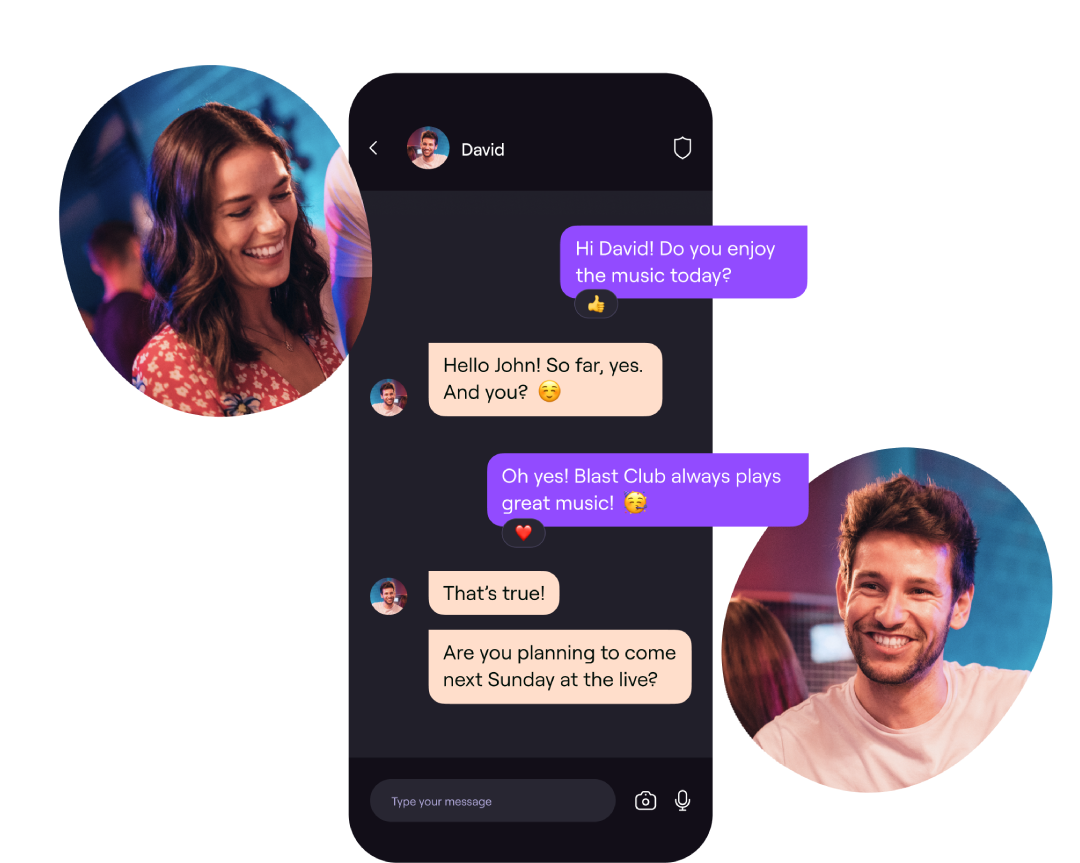 David
Hi David! Do you enjoy
the music today?
👍
Hello John! So far, yes.
And you? ☺️
Oh yes! Blast Club always plays
great music! 🥳
❤️
That’s true!
Are you planning to come
next Sunday at the live?
Type your message